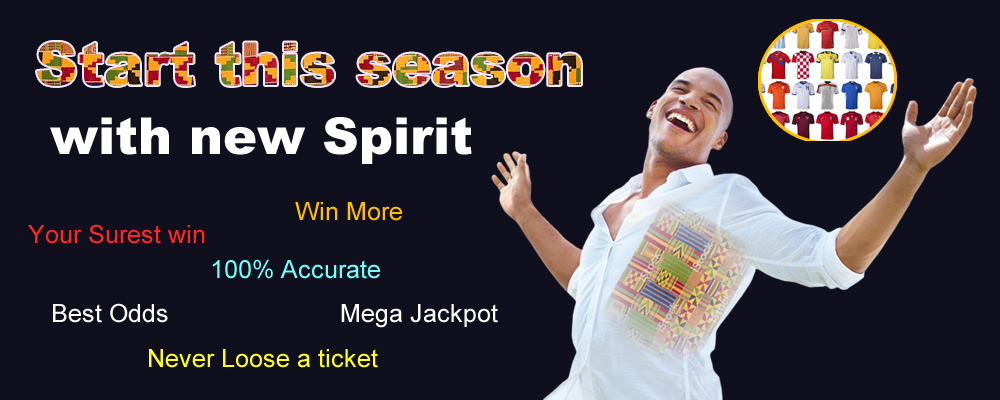 Start this season
with new Spirit
Win More
Your Surest win
100% Accurate
Best Odds
Mega Jackpot
Never Loose a ticket